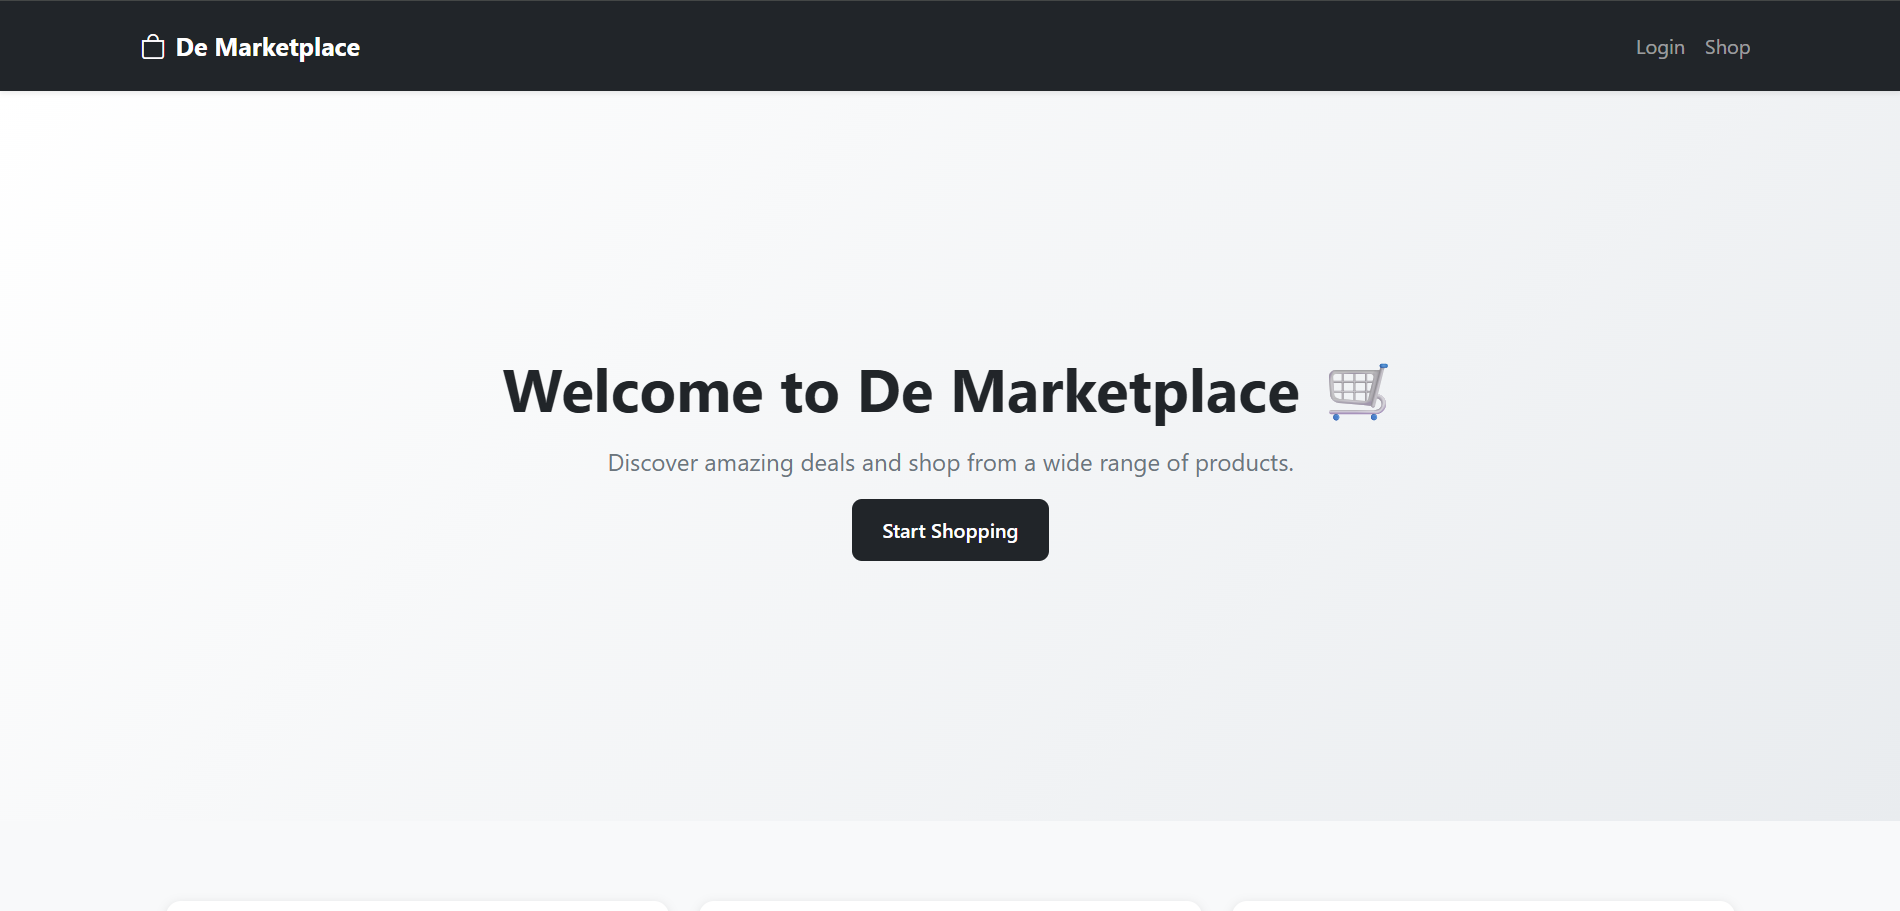 De Marketplace
Login Shop
Welcome to De Marketplace
Discover amazing deals and shop from a wide range of products.
Start Shopping